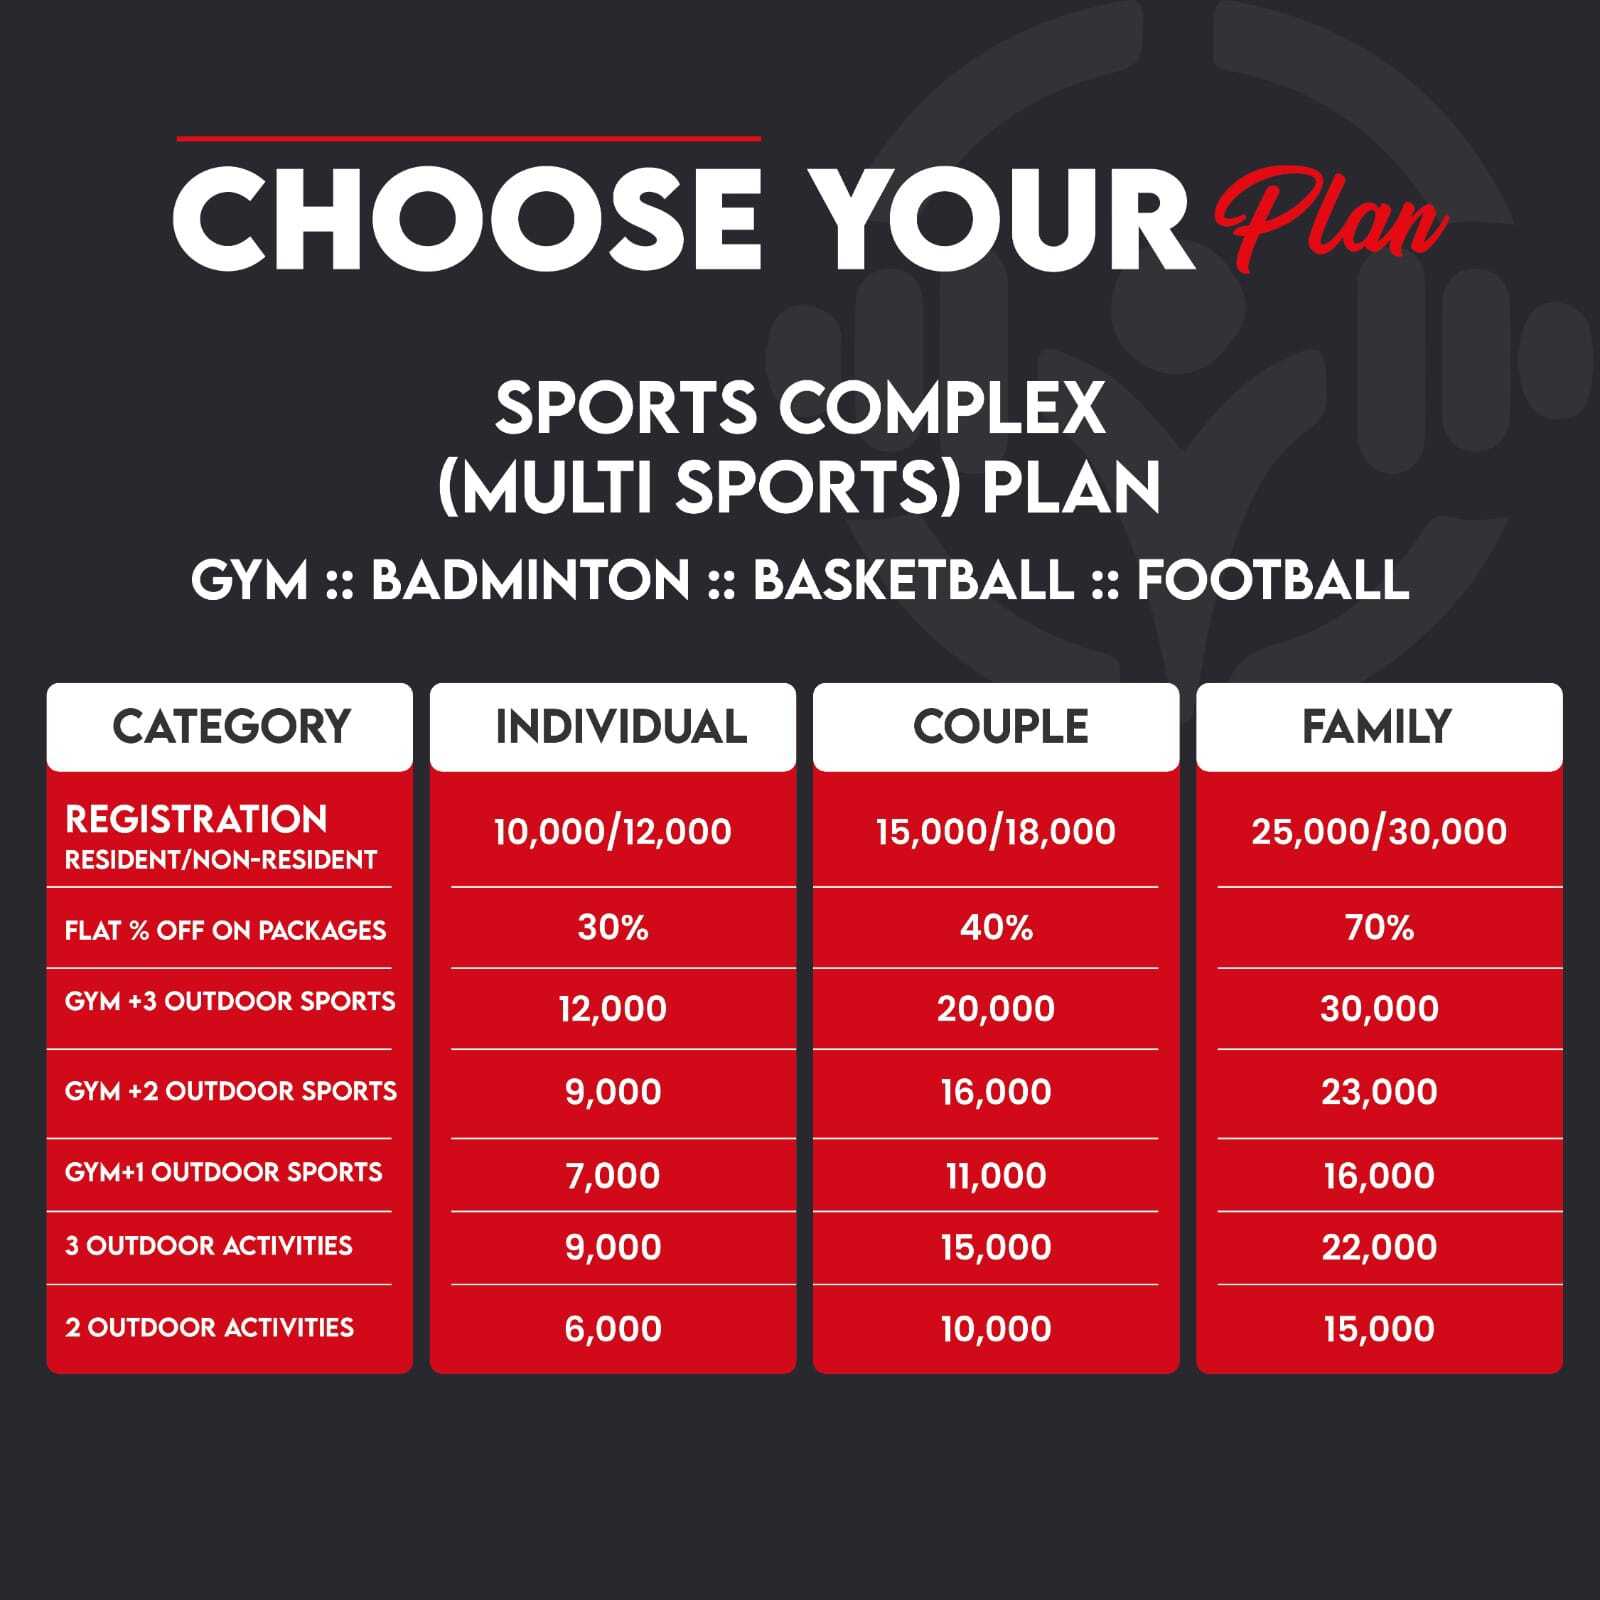 CHOOSE YOUR Plan
SPORTS COMPLEX
(MULTI SPORTS) PLAN
GYM :: BADMINTON :: BASKETBALL :: FOOTBALL
CATEGORY INDIVIDUAL COUPLE FAMILY
REGISTRATION
RESIDENT/NON-RESIDENT 10,000/12,000 15,000/18,000 25,000/30,000
FLAT % OFF ON PACKAGES 30% 40% 70%
GYM +3 OUTDOOR SPORTS 12,000 20,000 30,000
GYM +2 OUTDOOR SPORTS 9,000 16,000 23,000
GYM+1 OUTDOOR SPORTS 7,000 11,000 16,000
3 OUTDOOR ACTIVITIES 9,000 15,000 22,000
2 OUTDOOR ACTIVITIES 6,000 10,000 15,000